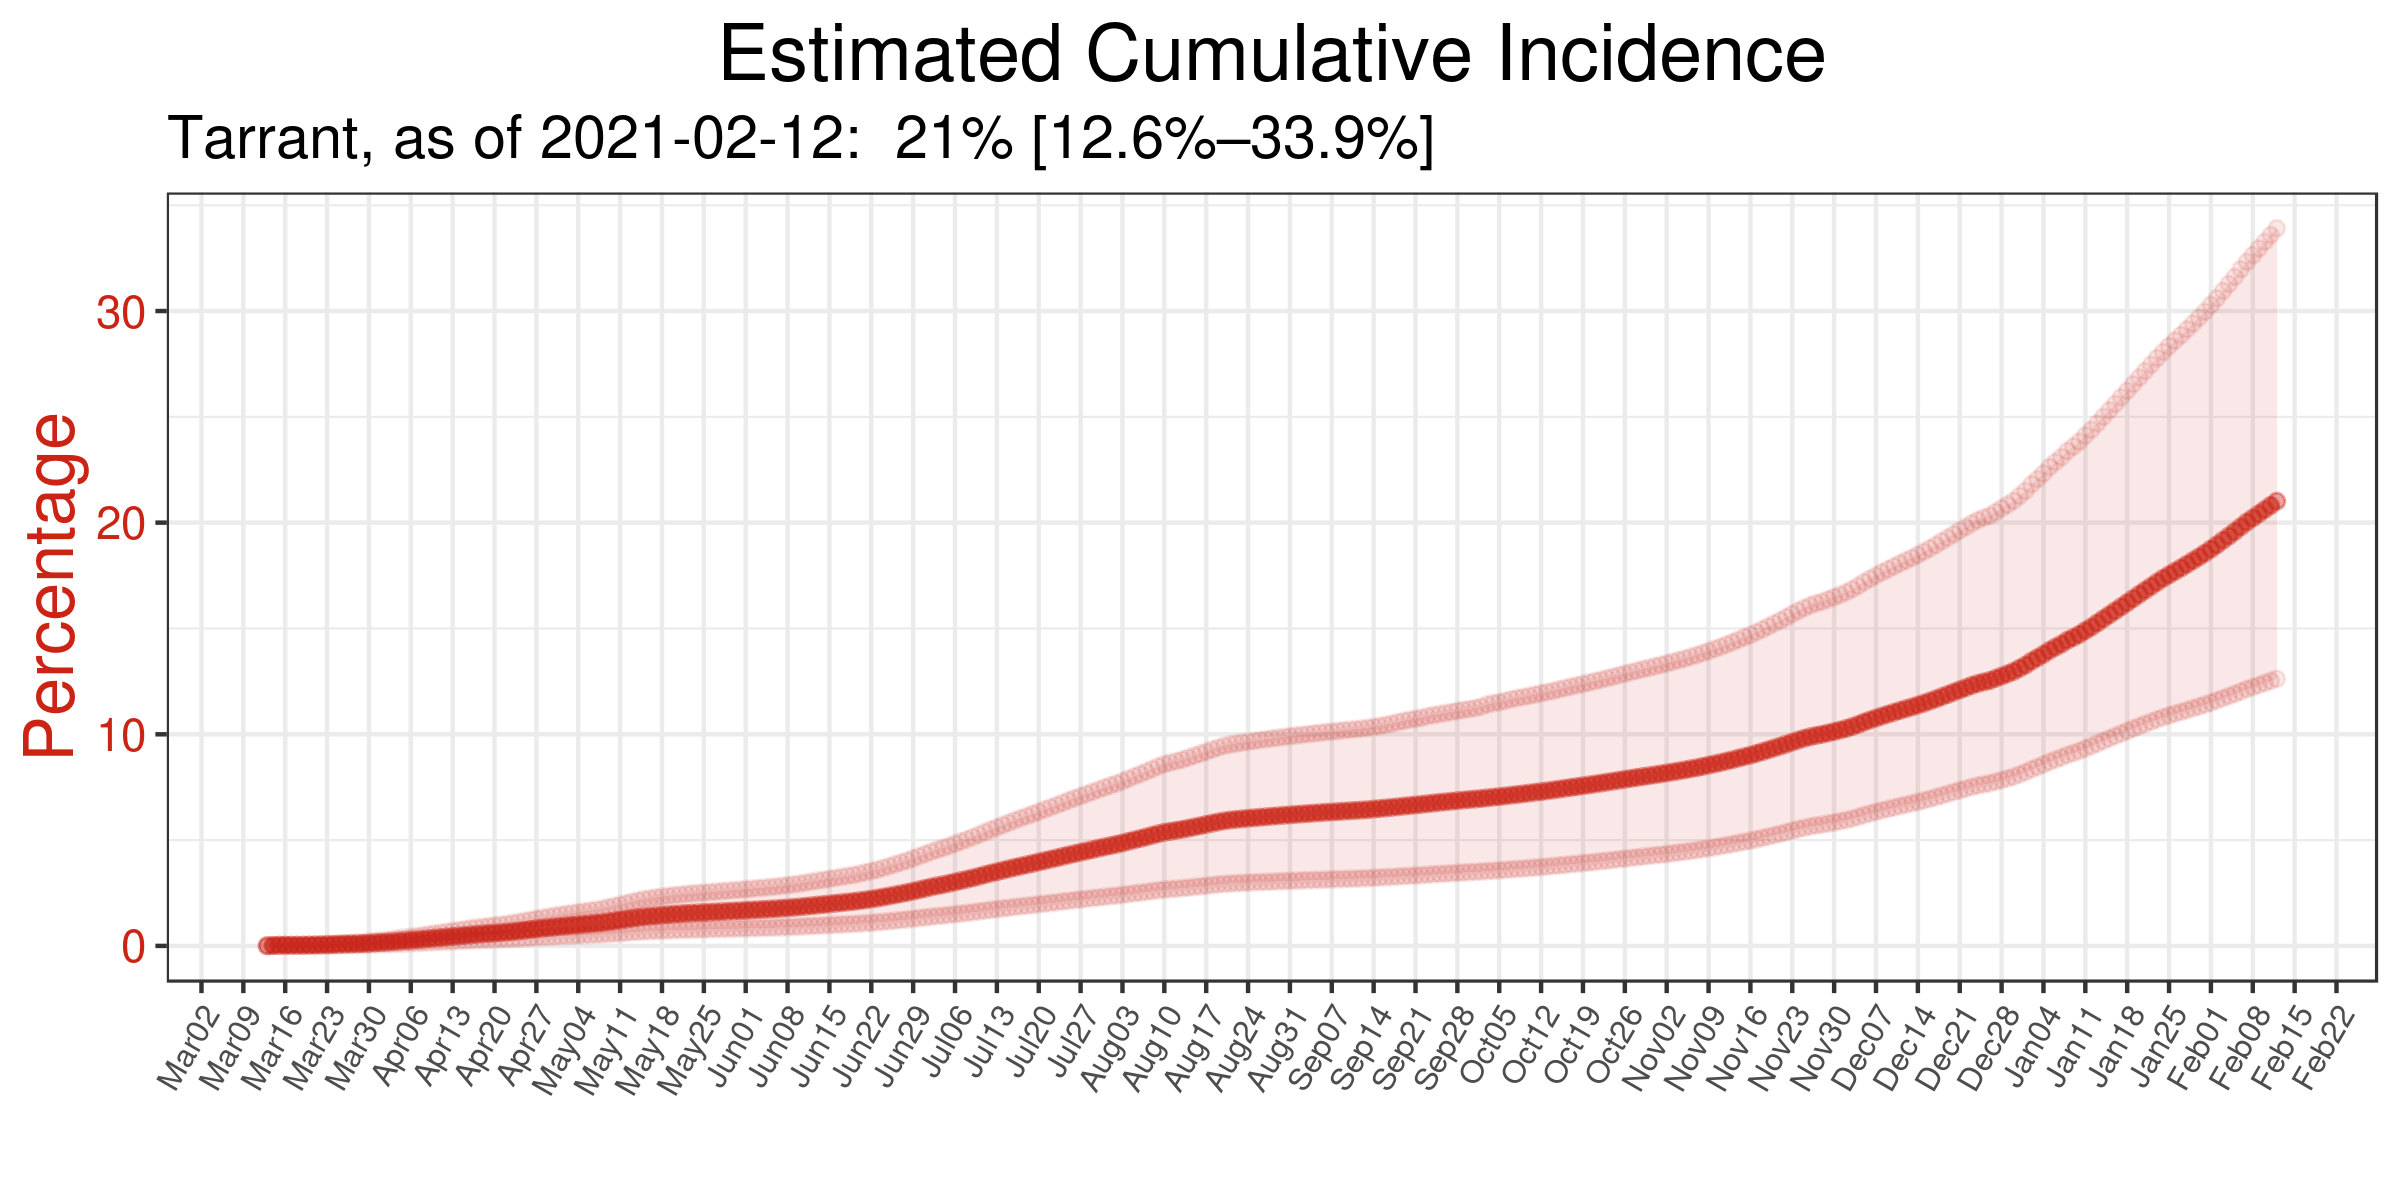 Estimated Cumulative Incidence
Tarrant, as of 2021-02-12:  21% [12.6%–33.9%]
Percentage
30
20
10
0
Mar02 Mar09 Mar16 Mar23 Mar30 Apr06 Apr13 Apr20 Apr27 May04 May11 May18 May25 Jun01 Jun08 Jun15 Jun22 Jun29 Jul06 Jul13 Jul20 Jul27 Aug03 Aug10 Aug17 Aug24 Aug31 Sep07 Sep14 Sep21 Sep28 Oct05 Oct12 Oct19 Oct26 Nov02 Nov09 Nov16 Nov23 Nov30 Dec07 Dec14 Dec21 Dec28 Jan04 Jan11 Jan18 Jan25 Feb01 Feb08 Feb15 Feb22